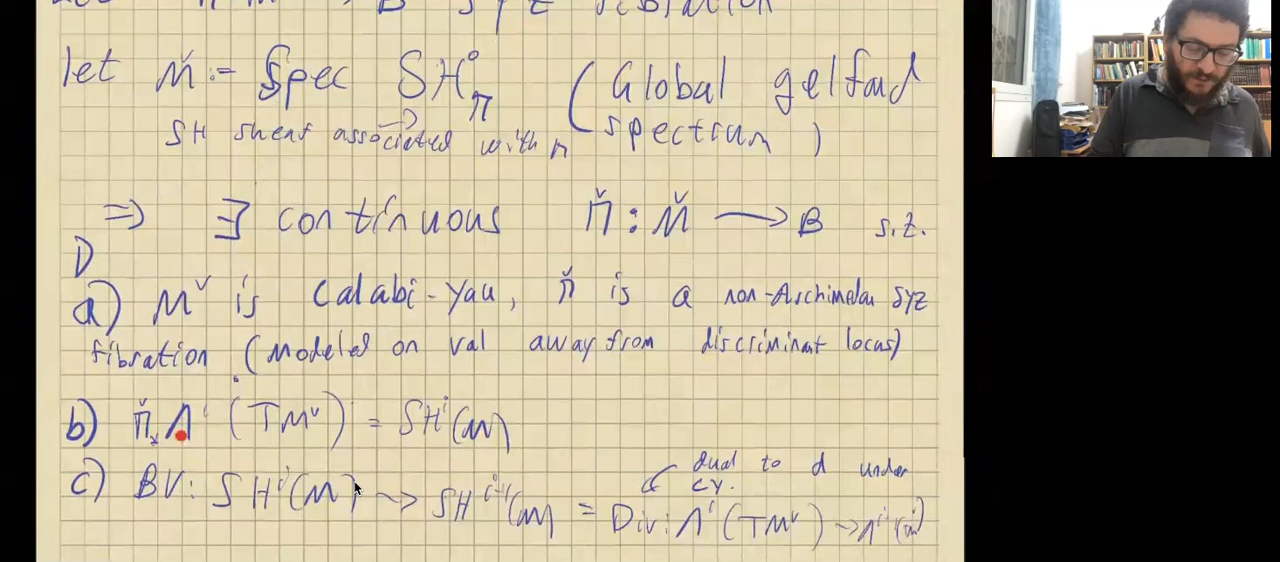 let M̌ := Spec SH⁰_π (Global gelfand
SH sheaf associated with π spectrum)
⇒ ∃ continuous π̌ : M̌ → B s.t.
a) M^∨ is Calabi-Yau, π̌ is a non-Archimedean SYZ
fibration (modeled on val away from discriminant locus)
b) π̌_* Λ^i (TM^∨) = SH^i(M)
dual to d under
c) BV: SH^i(M) → SH^{i-1}(M) = Div: Λ^i(TM^∨) →
CY.